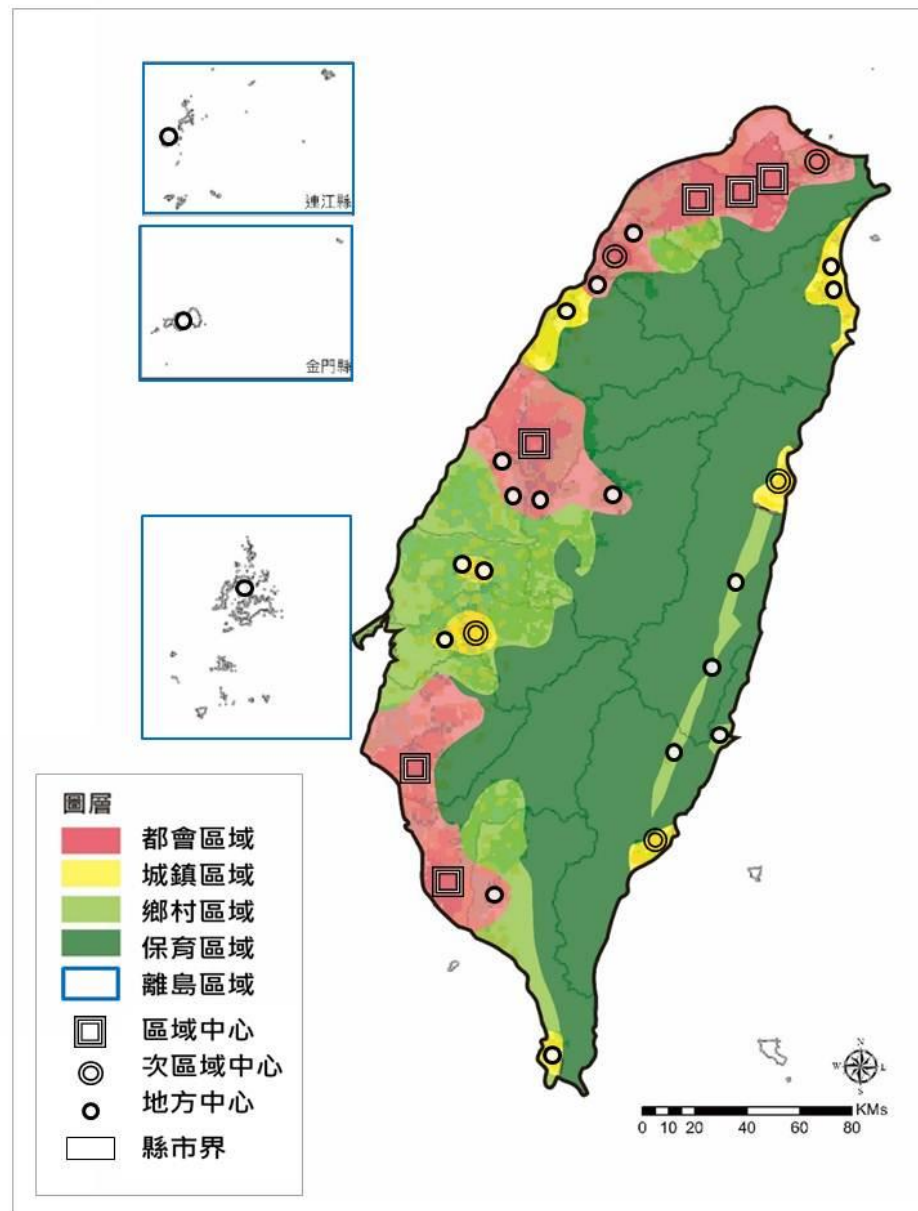 連江縣
金門縣
圖層
都會區域
城鎮區域
鄉村區域
保育區域
離島區域
區域中心
次區域中心
地方中心
縣市界
N
W
E
S
KMs
0 10 20 40 60 80